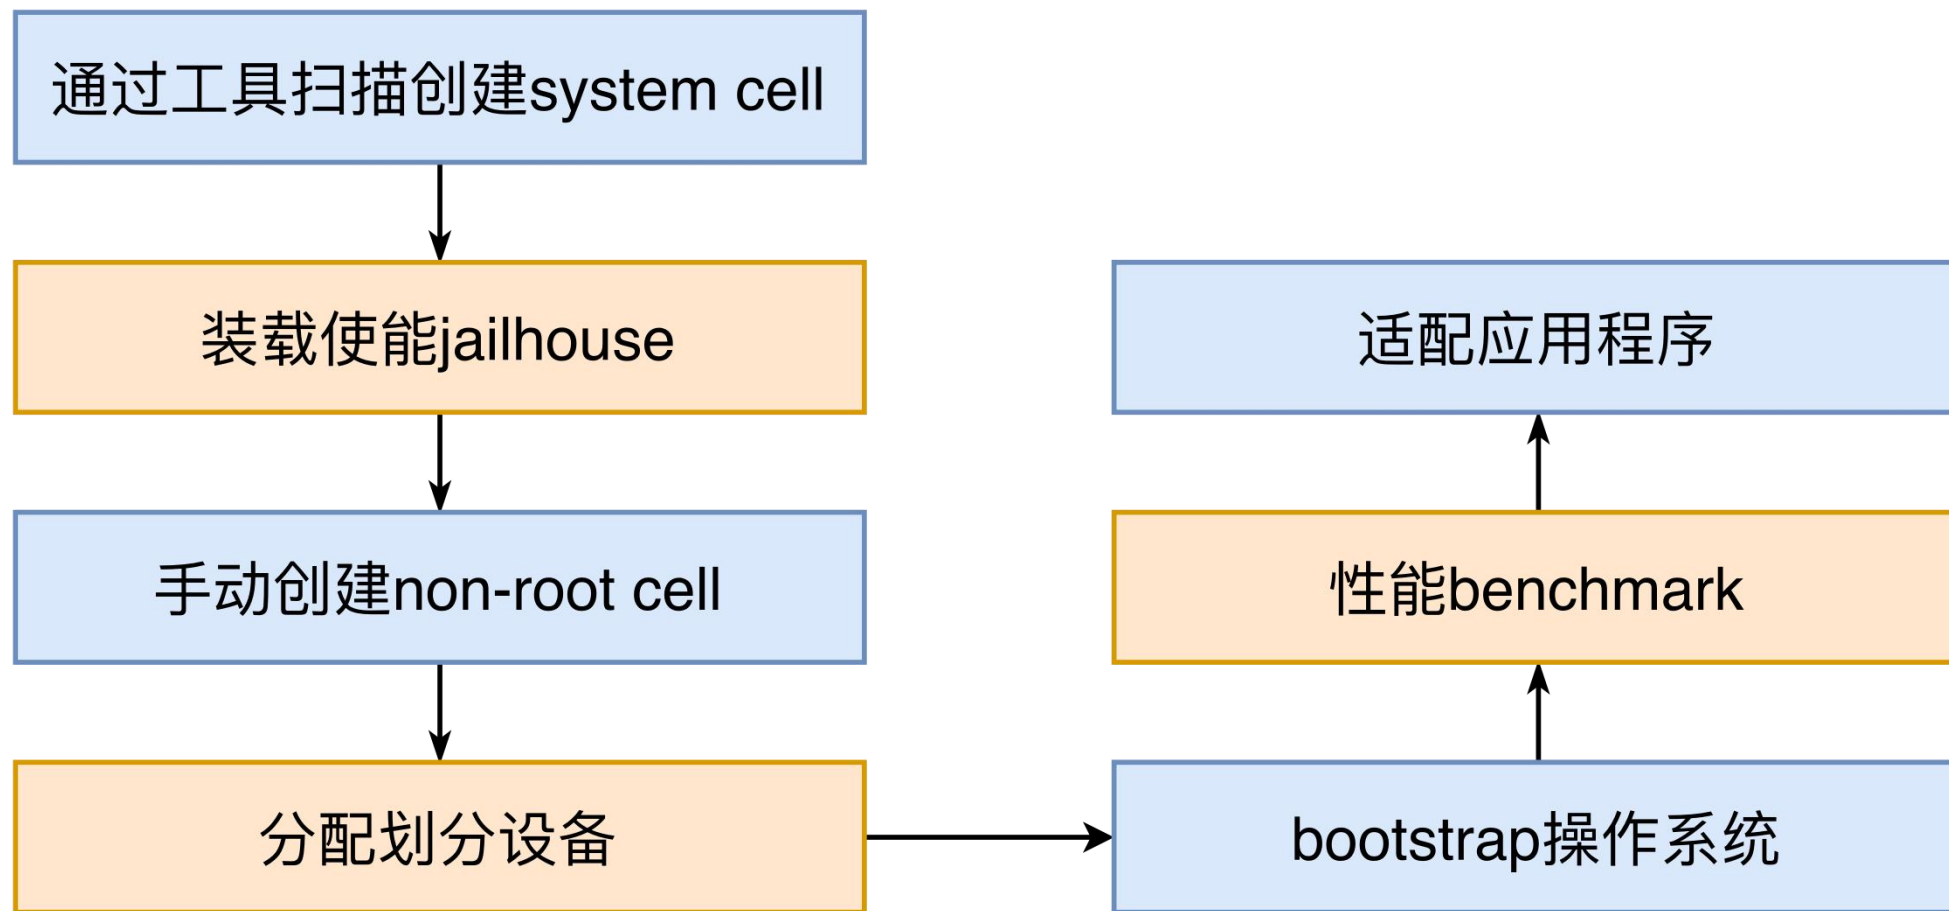 通过工具扫描创建system cell
装载使能jailhouse
手动创建non-root cell
分配划分设备
bootstrap操作系统
性能benchmark
适配应用程序